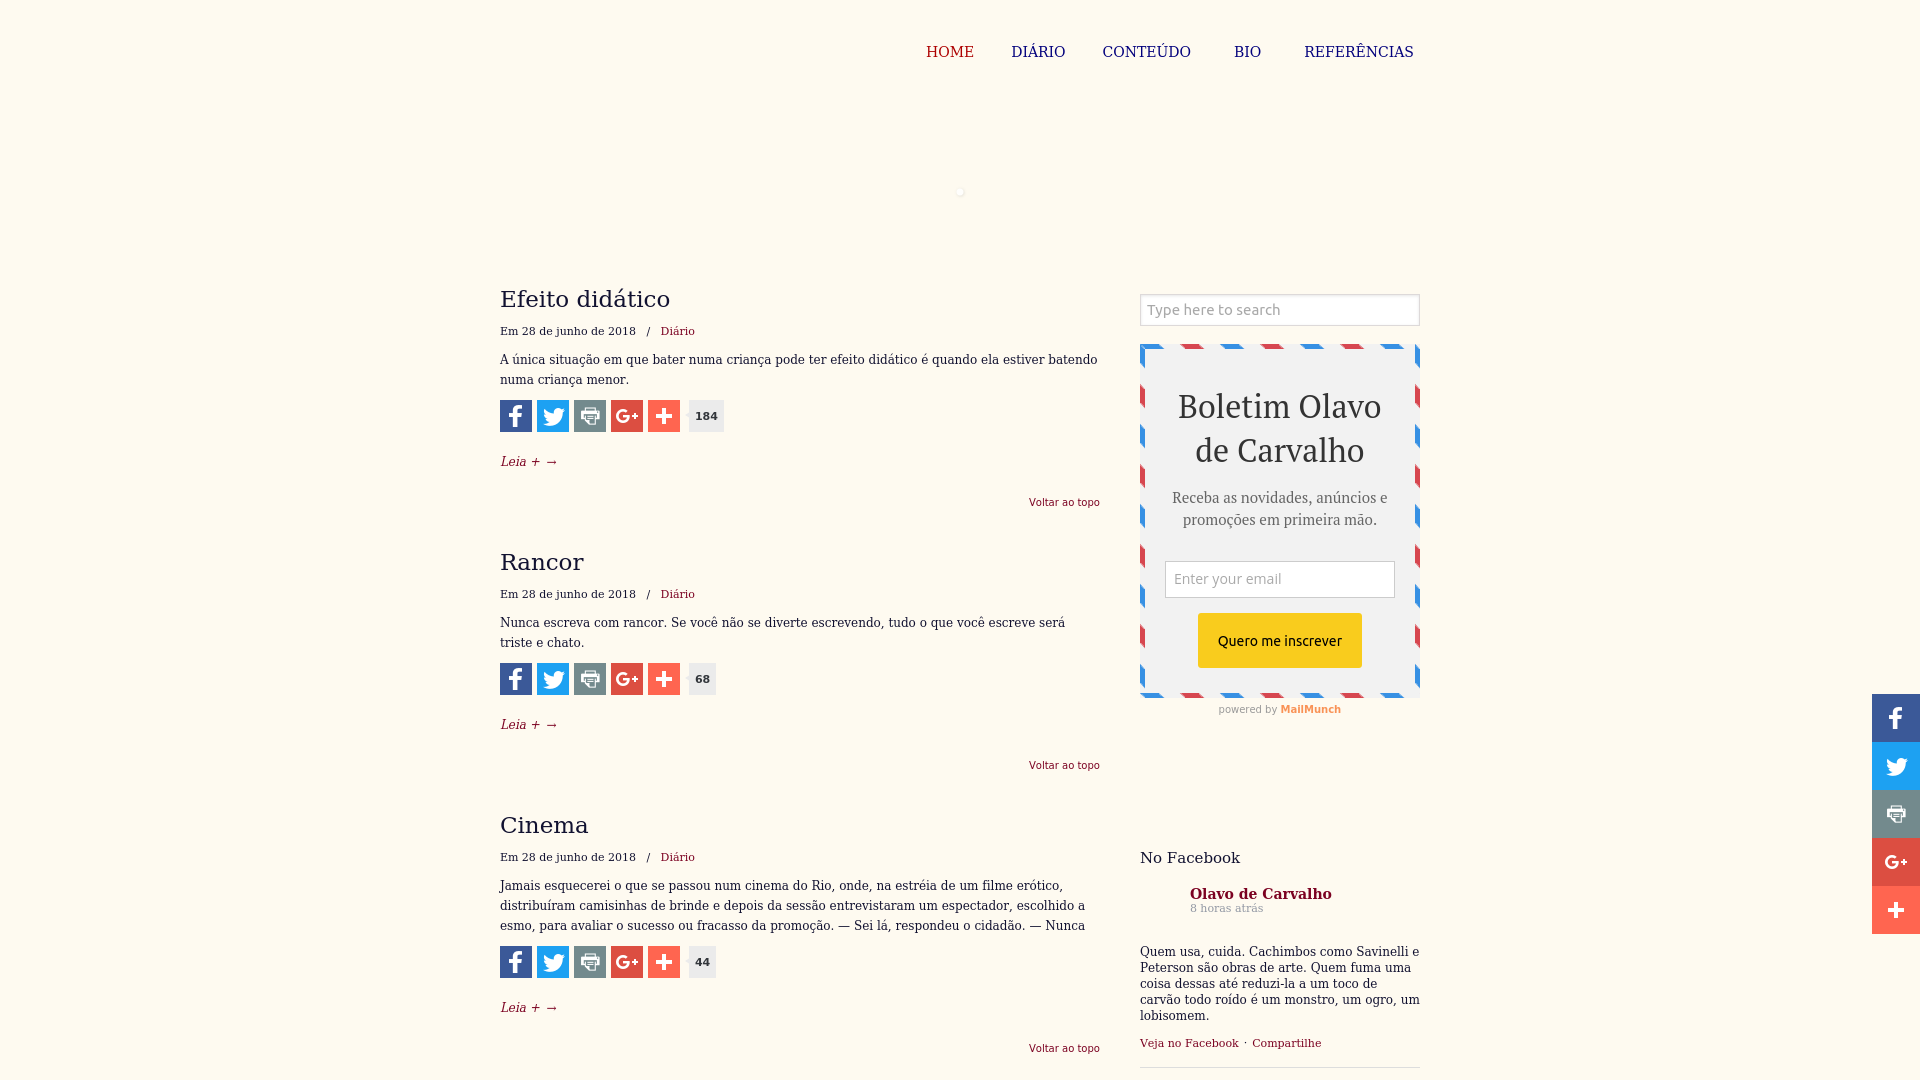 HOME DIÁRIO CONTEÚDO BIO REFERÊNCIAS
Efeito didático
Em 28 de junho de 2018 / Diário
A única situação em que bater numa criança pode ter efeito didático é quando ela estiver batendo
numa criança menor.
184
Leia + →
Voltar ao topo
Rancor
Em 28 de junho de 2018 / Diário
Nunca escreva com rancor. Se você não se diverte escrevendo, tudo o que você escreve será
triste e chato.
68
Leia + →
Voltar ao topo
Cinema
Em 28 de junho de 2018 / Diário
Jamais esquecerei o que se passou num cinema do Rio, onde, na estréia de um filme erótico,
distribuíram camisinhas de brinde e depois da sessão entrevistaram um espectador, escolhido a
esmo, para avaliar o sucesso ou fracasso da promoção. — Sei lá, respondeu o cidadão. — Nunca
44
Leia + →
Voltar ao topo
Type here to search
Boletim Olavo
de Carvalho
Receba as novidades, anúncios e
promoções em primeira mão.
Enter your email
Quero me inscrever
powered by MailMunch
No Facebook
Olavo de Carvalho
8 horas atrás
Quem usa, cuida. Cachimbos como Savinelli e
Peterson são obras de arte. Quem fuma uma
coisa dessas até reduzi-la a um toco de
carvão todo roído é um monstro, um ogro, um
lobisomem.
Veja no Facebook · Compartilhe